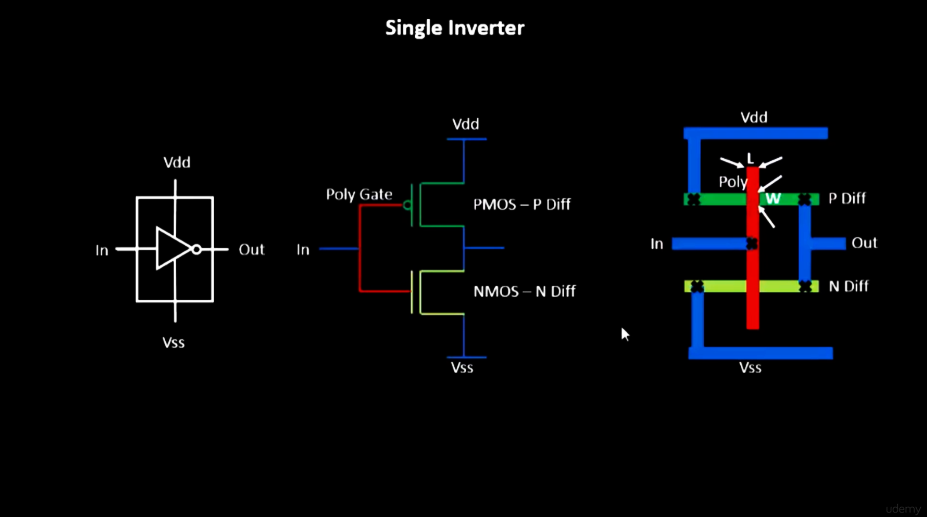 Single Inverter
Vdd
In
Out
Vss
Vdd
Poly Gate
PMOS – P Diff
In
NMOS – N Diff
Vss
Vdd
L
Poly
W
P Diff
In
Out
N Diff
Vss
udemy